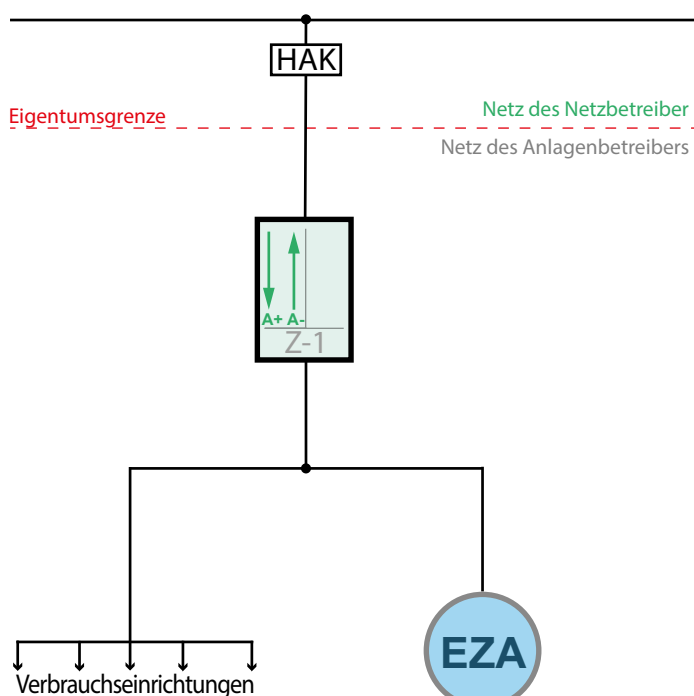 HAK
Eigentumsgrenze
Netz des Netzbetreiber
Netz des Anlagenbetreibers
A+ A-
Z-1
EZA
Verbrauchseinrichtungen